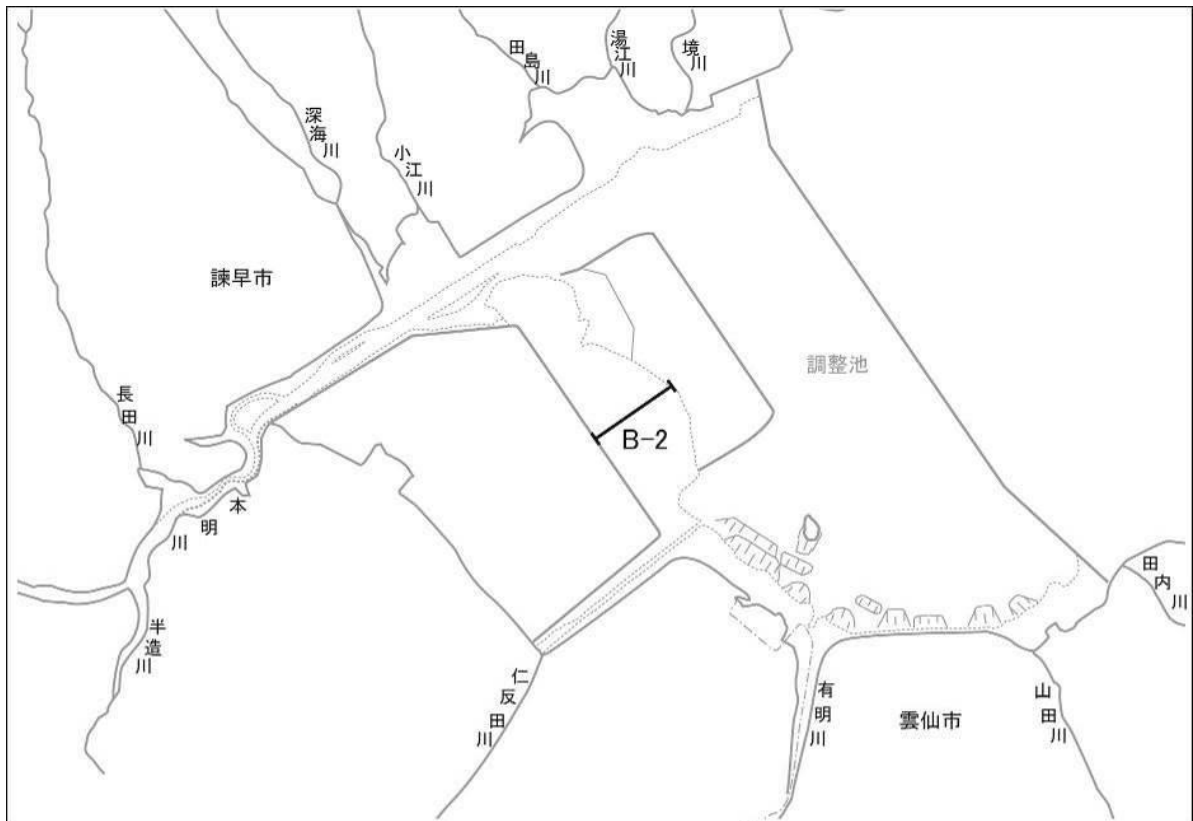 田島川
湯江川
境川
深海川
小江川
諫早市
調整池
長田川
B-2
本明川
田内川
半造川
仁反田川
有明川
雲仙市
山田川